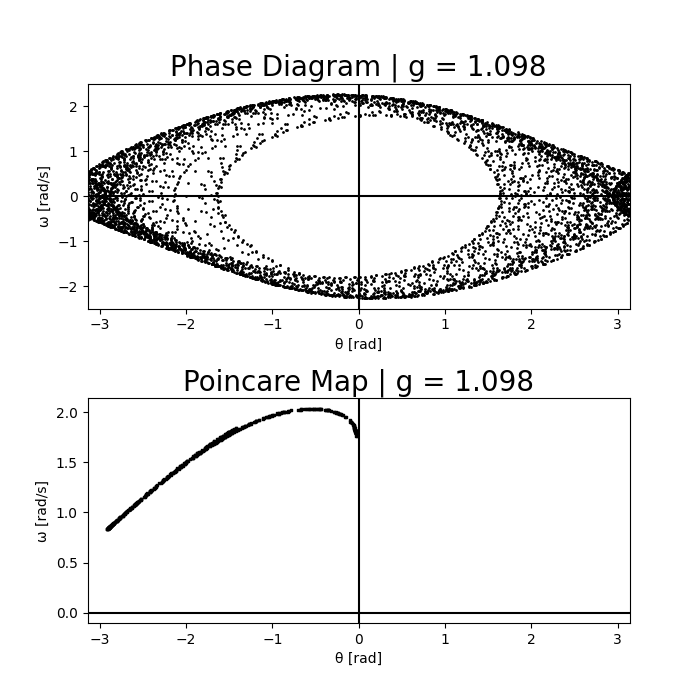 Phase Diagram | g = 1.098
ω [rad/s]
2
1
0
−1
−2
−3 −2 −1 0 1 2 3
θ [rad]
Poincare Map | g = 1.098
ω [rad/s]
2.0
1.5
1.0
0.5
0.0
−3 −2 −1 0 1 2 3
θ [rad]